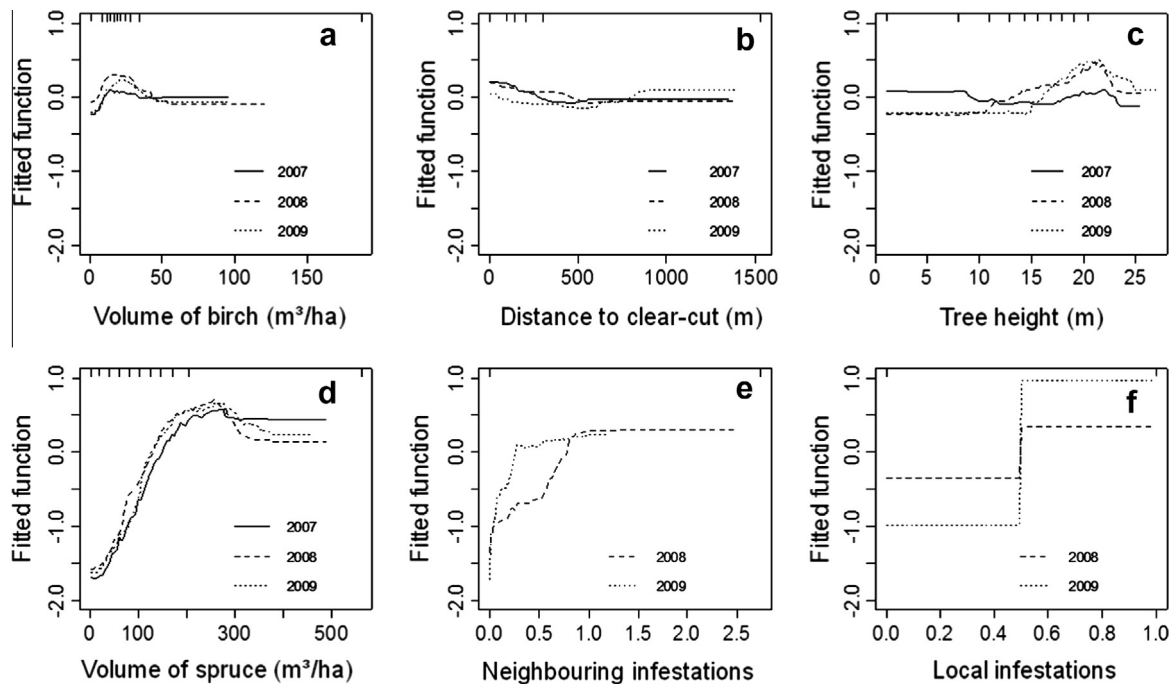 a
Fitted function
1.0
0.0
-1.0
-2.0
2007
2008
2009
0 50 100 150
Volume of birch (m³/ha)
b
Fitted function
1.0
0.0
-1.0
-2.0
2007
2008
2009
0 500 1000 1500
Distance to clear-cut (m)
c
Fitted function
1.0
0.0
-1.0
-2.0
2007
2008
2009
0 5 10 15 20 25
Tree height (m)
d
Fitted function
1.0
0.0
-1.0
-2.0
2007
2008
2009
0 100 300 500
Volume of spruce (m³/ha)
e
Fitted function
1.0
0.0
-1.0
-2.0
2008
2009
0.0 0.5 1.0 1.5 2.0 2.5
Neighbouring infestations
f
Fitted function
1.0
0.0
-1.0
-2.0
2008
2009
0.0 0.2 0.4 0.6 0.8 1.0
Local infestations